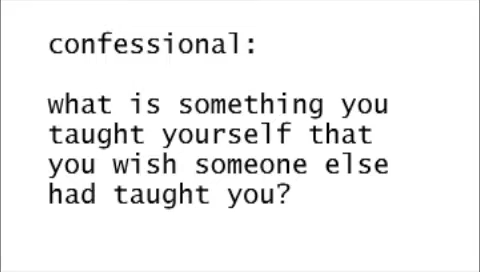 confessional:
what is something you
taught yourself that
you wish someone else
had taught you?